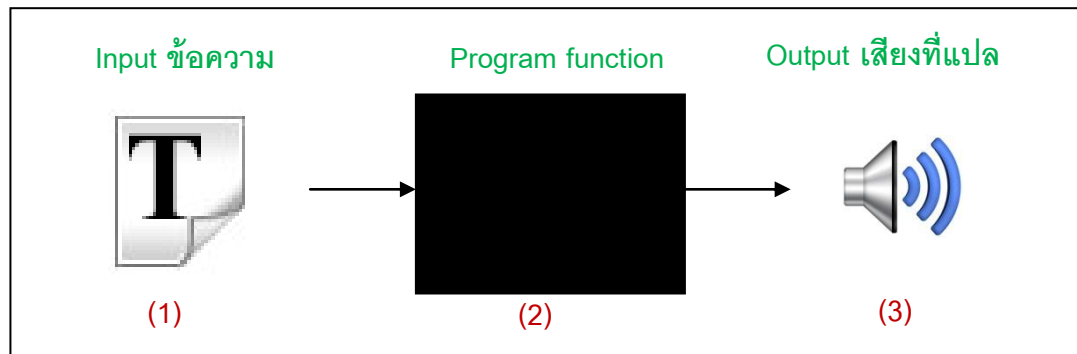 Input ข้อความ Program function Output เสียงที่แปล
T
(1) (2) (3)